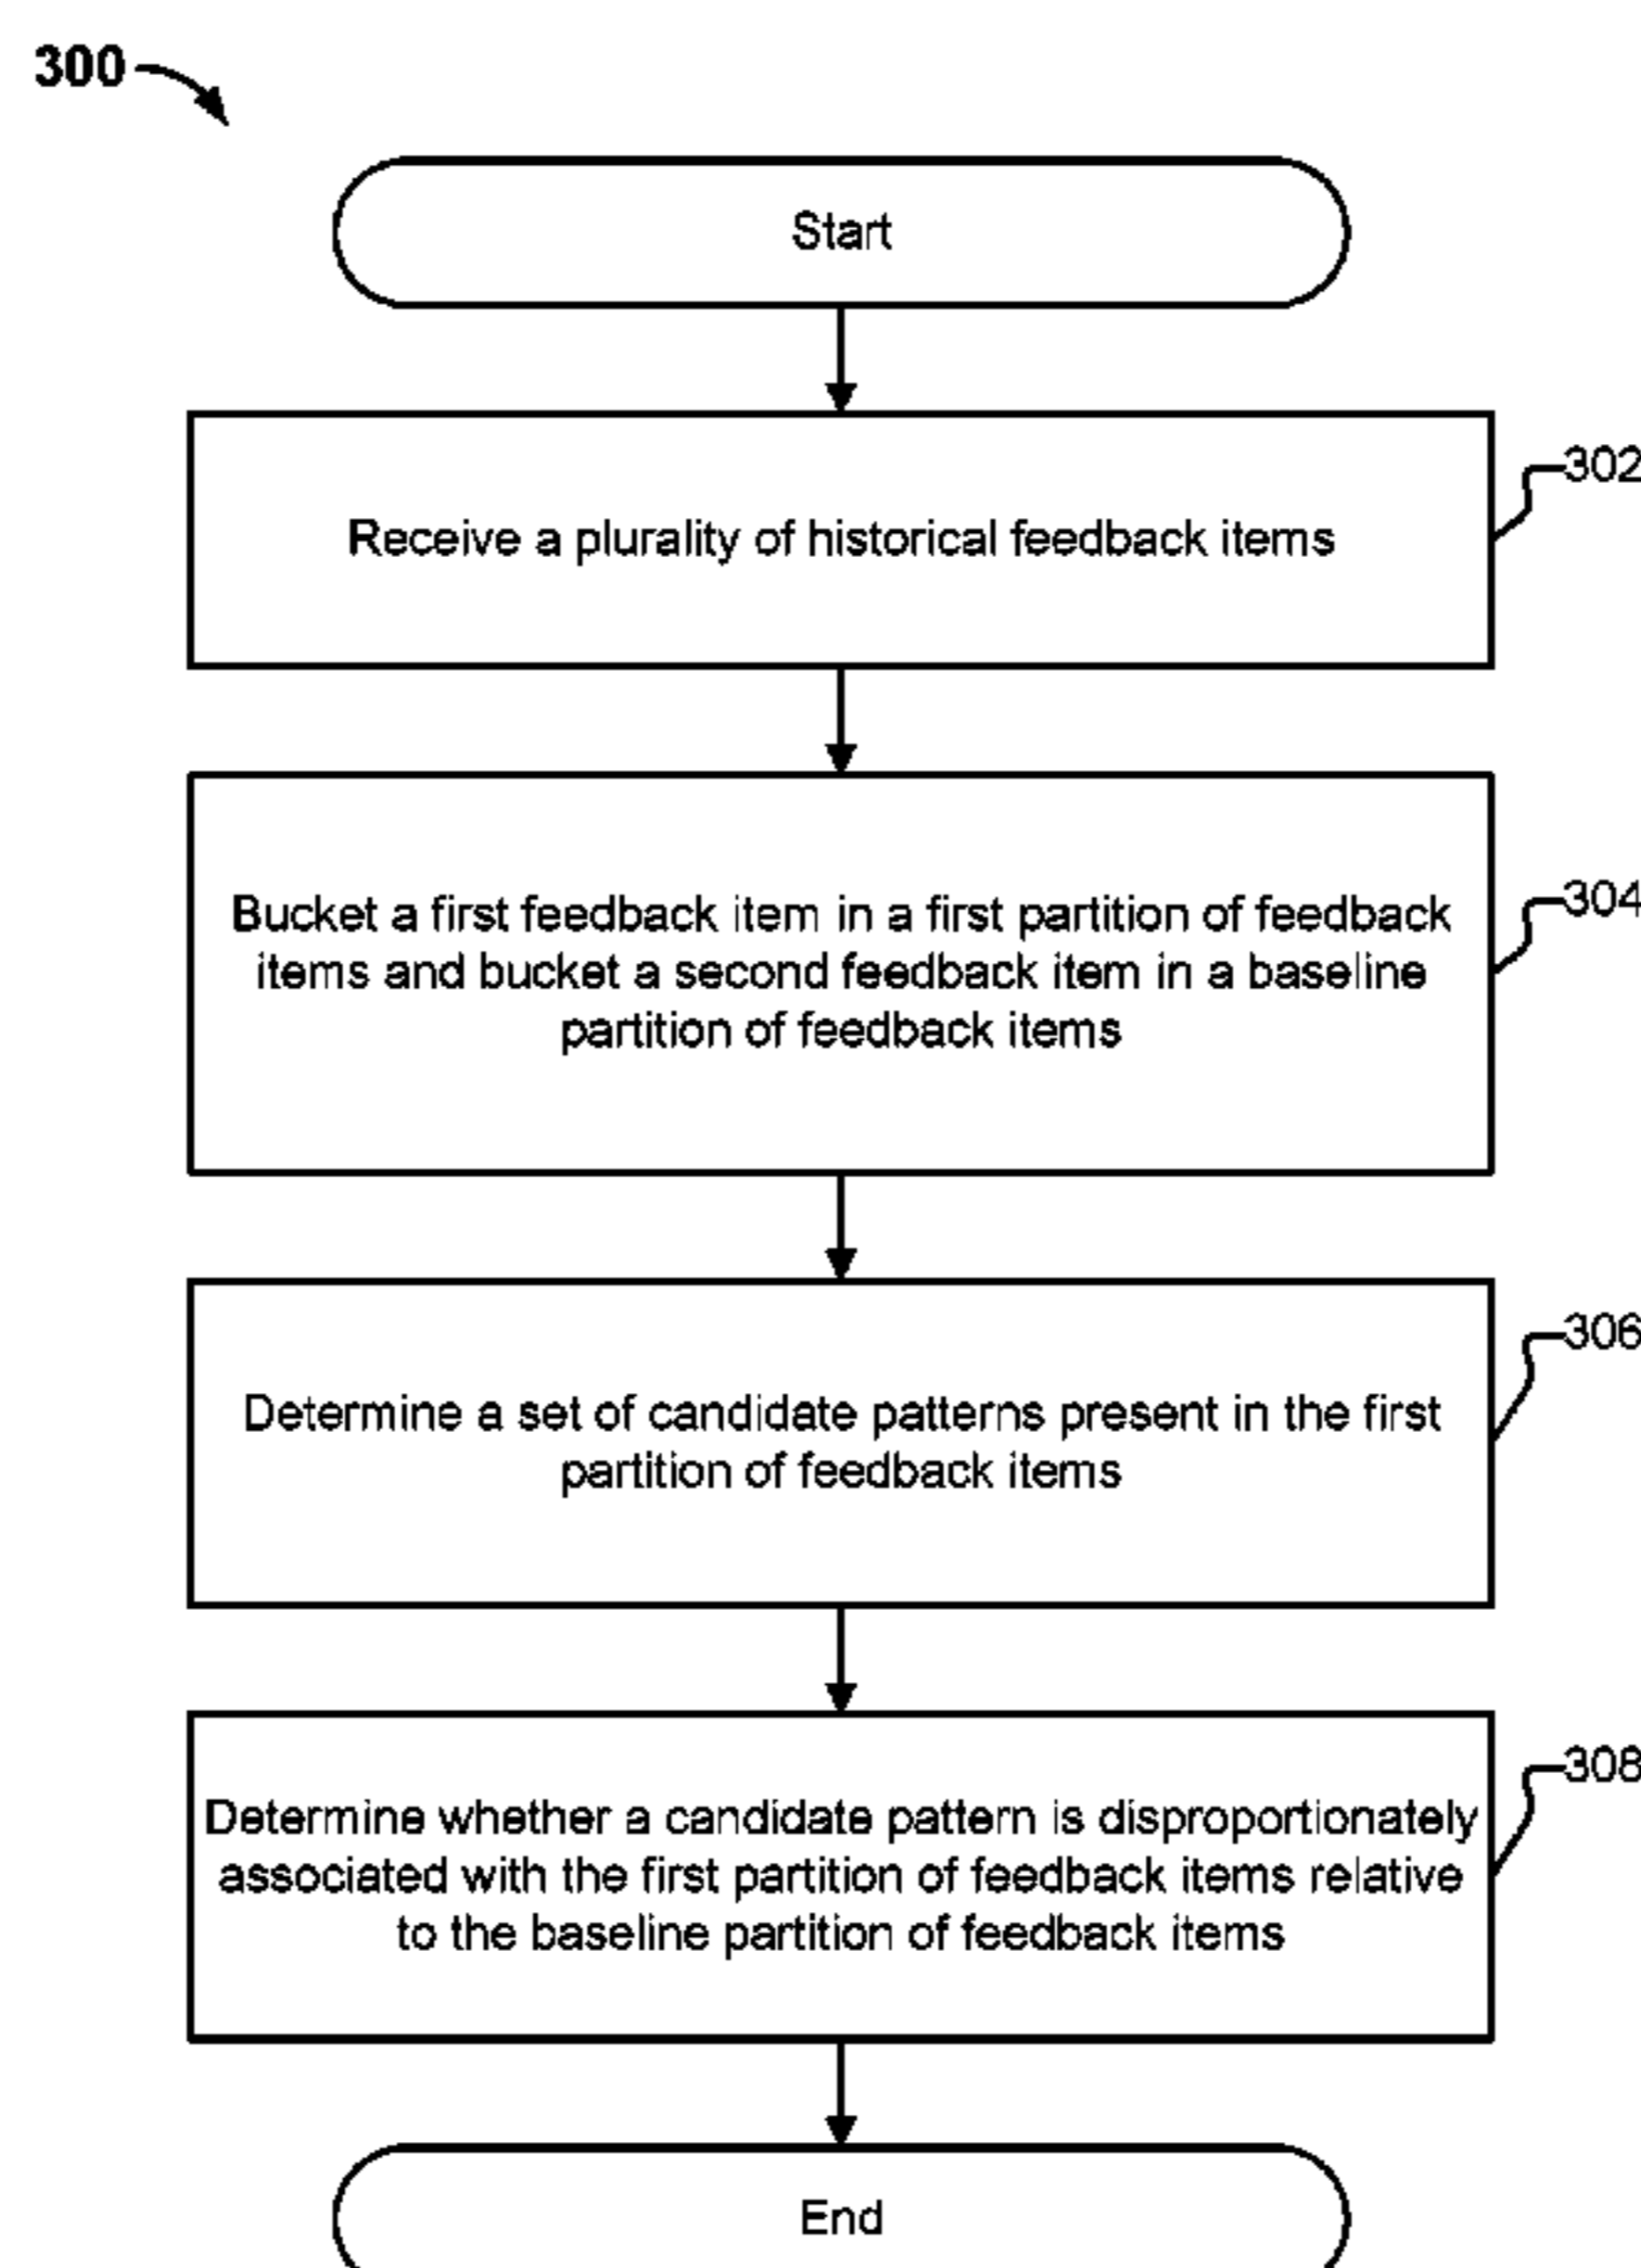 300
Start
Receive a plurality of historical feedback items
302
Bucket a first feedback item in a first partition of feedback
items and bucket a second feedback item in a baseline
partition of feedback items
304
Determine a set of candidate patterns present in the first
partition of feedback items
306
Determine whether a candidate pattern is disproportionately
associated with the first partition of feedback items relative
to the baseline partition of feedback items
308
End